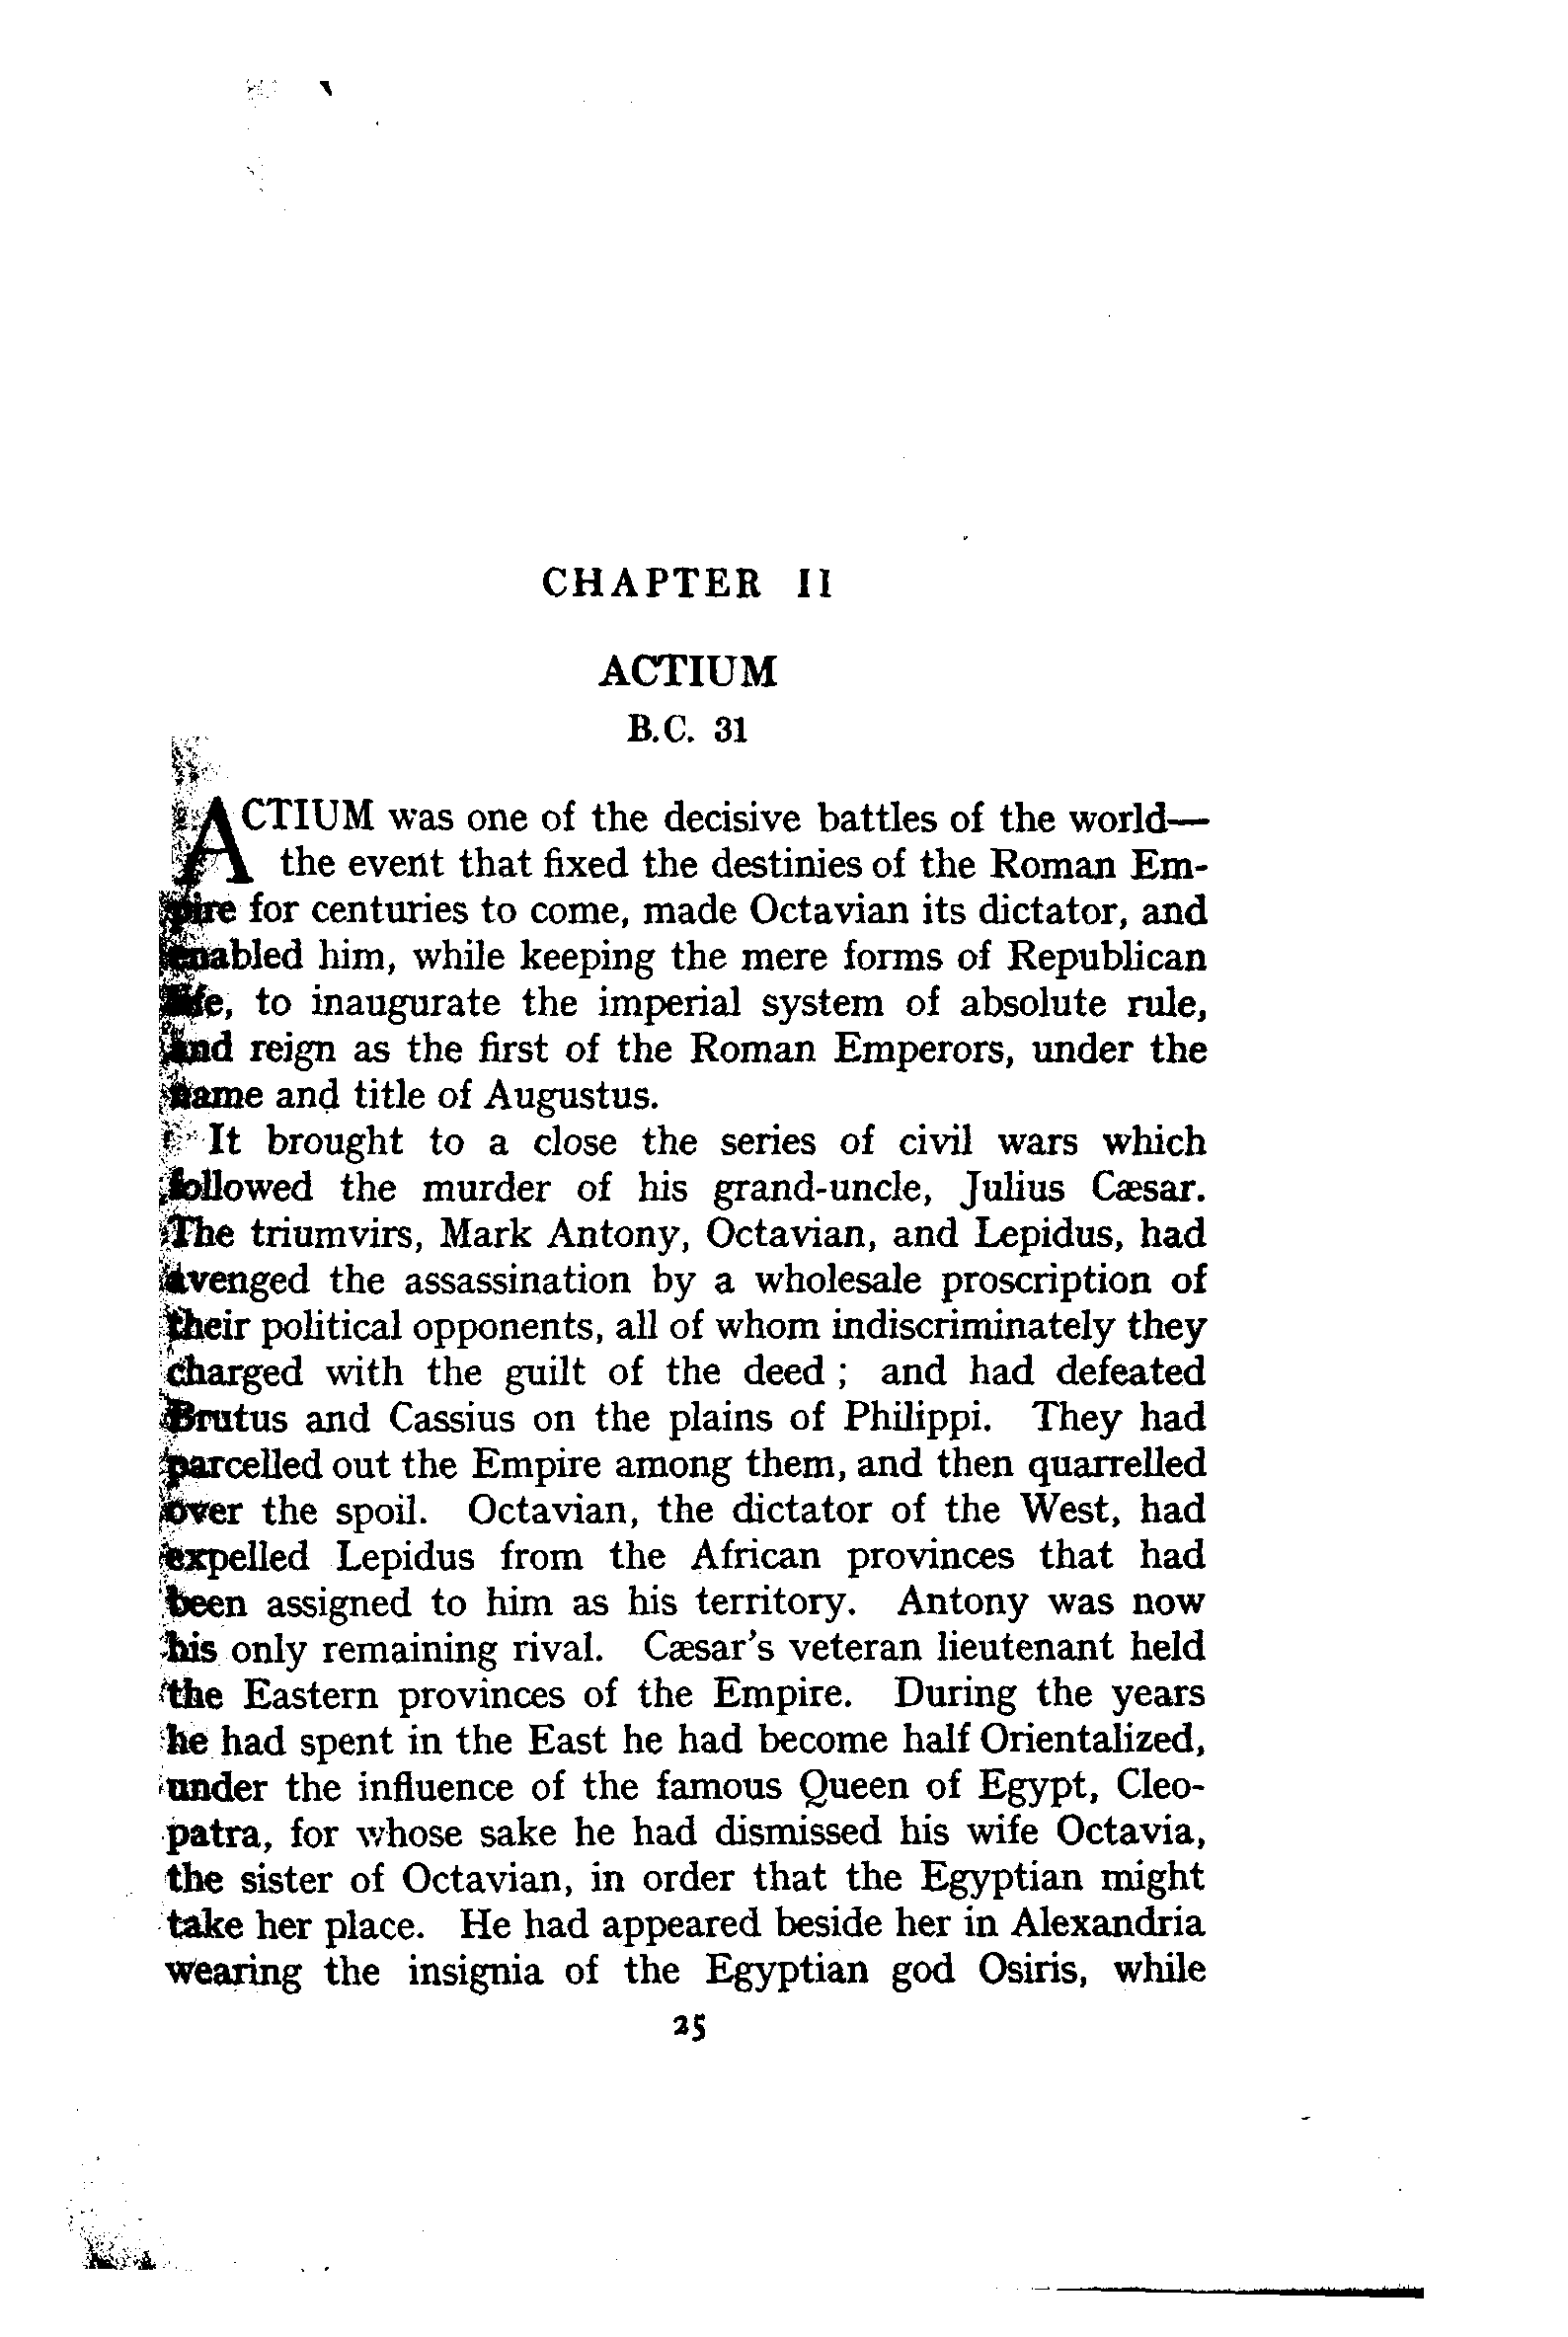 CHAPTER II
ACTIUM
B.C. 31
ACTIUM was one of the decisive battles of the world—
the event that fixed the destinies of the Roman Em-
pire for centuries to come, made Octavian its dictator, and
enabled him, while keeping the mere forms of Republican
life, to inaugurate the imperial system of absolute rule,
and reign as the first of the Roman Emperors, under the
name and title of Augustus.
It brought to a close the series of civil wars which
followed the murder of his grand-uncle, Julius Cæsar.
The triumvirs, Mark Antony, Octavian, and Lepidus, had
avenged the assassination by a wholesale proscription of
their political opponents, all of whom indiscriminately they
charged with the guilt of the deed ; and had defeated
Brutus and Cassius on the plains of Philippi. They had
parcelled out the Empire among them, and then quarrelled
over the spoil. Octavian, the dictator of the West, had
expelled Lepidus from the African provinces that had
been assigned to him as his territory. Antony was now
his only remaining rival. Cæsar's veteran lieutenant held
the Eastern provinces of the Empire. During the years
he had spent in the East he had become half Orientalized,
under the influence of the famous Queen of Egypt, Cleo-
patra, for whose sake he had dismissed his wife Octavia,
the sister of Octavian, in order that the Egyptian might
take her place. He had appeared beside her in Alexandria
wearing the insignia of the Egyptian god Osiris, while
25